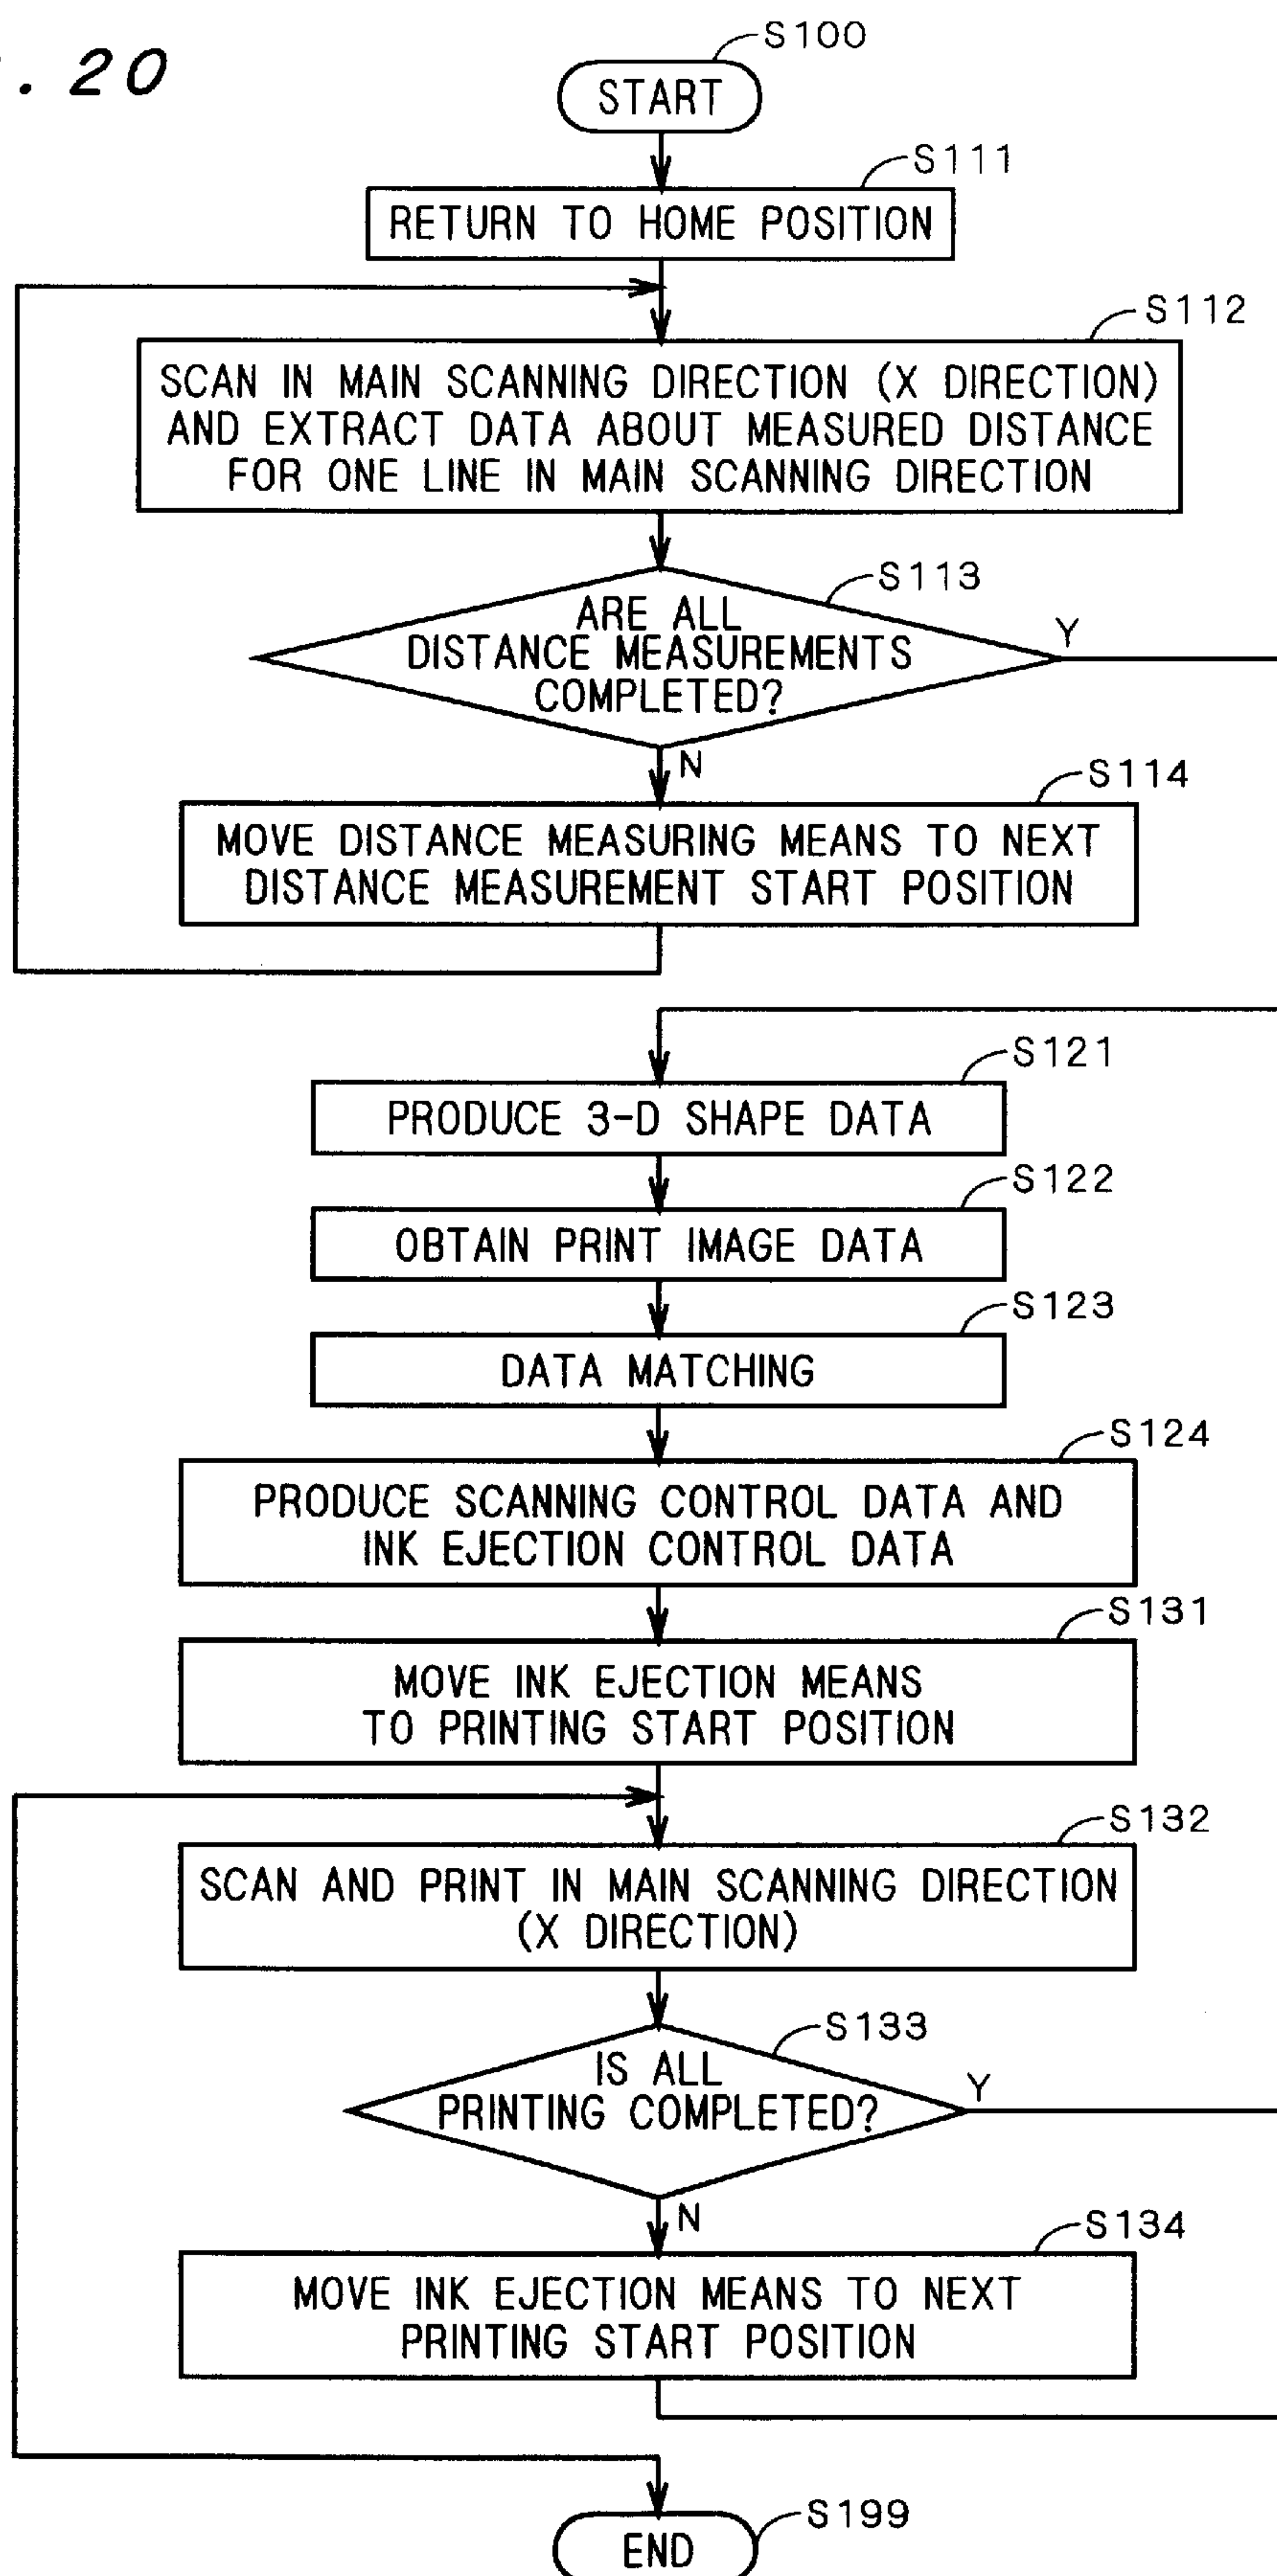 . 20
S100
START
S111
RETURN TO HOME POSITION
S112
SCAN IN MAIN SCANNING DIRECTION (X DIRECTION)
AND EXTRACT DATA ABOUT MEASURED DISTANCE
FOR ONE LINE IN MAIN SCANNING DIRECTION
S113
ARE ALL
DISTANCE MEASUREMENTS
COMPLETED?
Y
N
S114
MOVE DISTANCE MEASURING MEANS TO NEXT
DISTANCE MEASUREMENT START POSITION
S121
PRODUCE 3-D SHAPE DATA
S122
OBTAIN PRINT IMAGE DATA
S123
DATA MATCHING
S124
PRODUCE SCANNING CONTROL DATA AND
INK EJECTION CONTROL DATA
S131
MOVE INK EJECTION MEANS
TO PRINTING START POSITION
S132
SCAN AND PRINT IN MAIN SCANNING DIRECTION
(X DIRECTION)
S133
IS ALL
PRINTING COMPLETED?
Y
N
S134
MOVE INK EJECTION MEANS TO NEXT
PRINTING START POSITION
S199
END